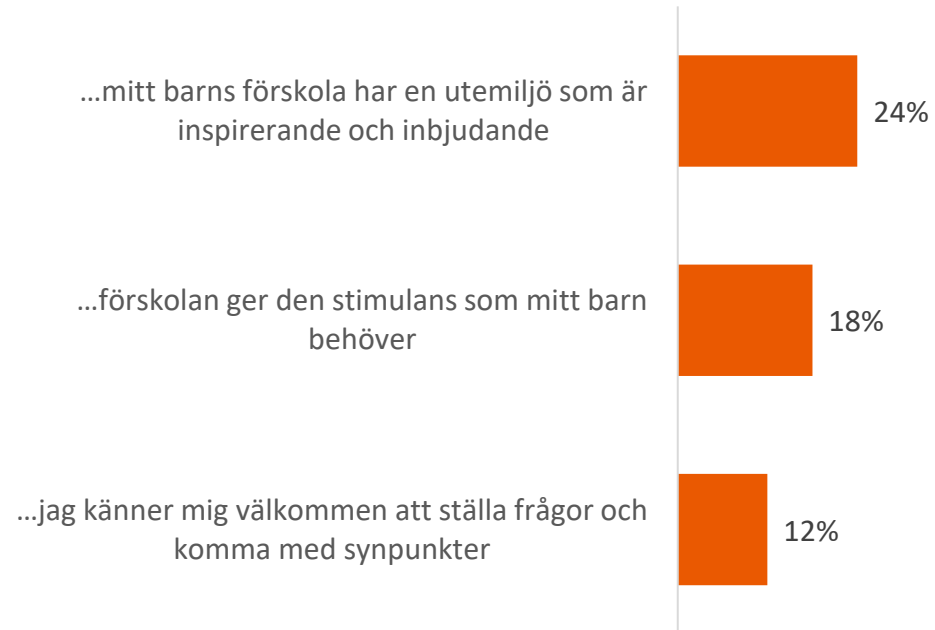 ...mitt barns förskola har en utemiljö som är
inspirerande och inbjudande
24%
...förskolan ger den stimulans som mitt barn
behöver
18%
...jag känner mig välkommen att ställa frågor och
komma med synpunkter
12%